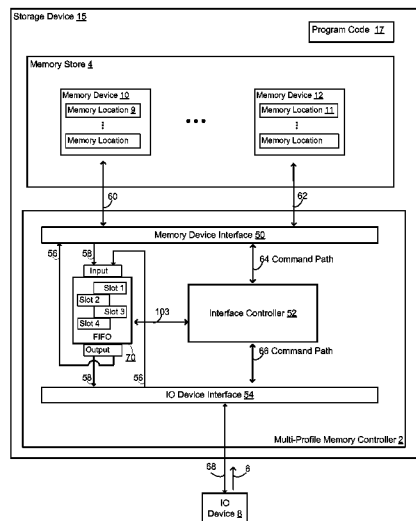 Storage Device 15
Program Code 17
Memory Store 4
Memory Device 10
Memory Location 9
Memory Location
Memory Device 12
Memory Location 11
Memory Location
60
62
Memory Device Interface 50
56
58
Input
64 Command Path
Slot 1
Slot 2
Slot 3
Slot 4
FIFO
103
Interface Controller 52
Output
70
66 Command Path
58
56
IO Device Interface 54
Multi-Profile Memory Controller 2
68
6
IO
Device 8